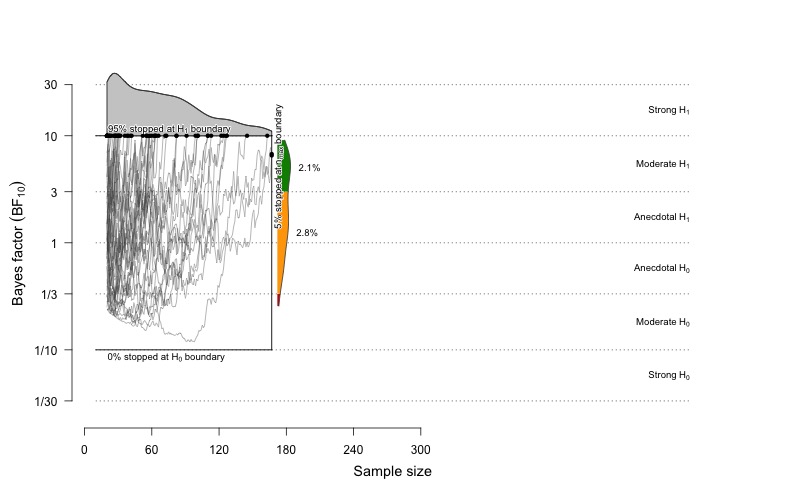 30
10
3
1
1/3
1/10
1/30
Bayes factor (BF₁₀)
Strong H₁
Moderate H₁
Anecdotal H₁
Anecdotal H₀
Moderate H₀
Strong H₀
95% stopped at H₁ boundary
5% stopped at n_max boundary
2.1%
2.8%
0% stopped at H₀ boundary
0 60 120 180 240 300
Sample size